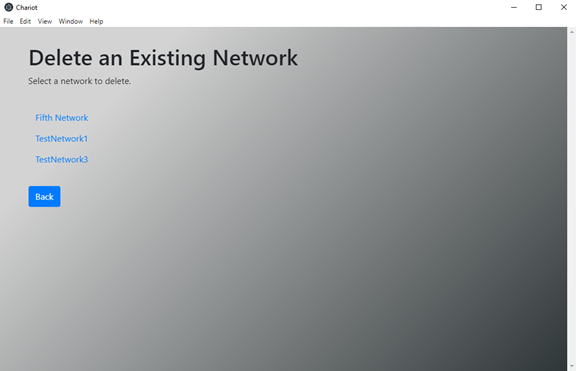 Chariot
File Edit View Window Help
Delete an Existing Network
Select a network to delete.
Fifth Network
TestNetwork1
TestNetwork3
Back